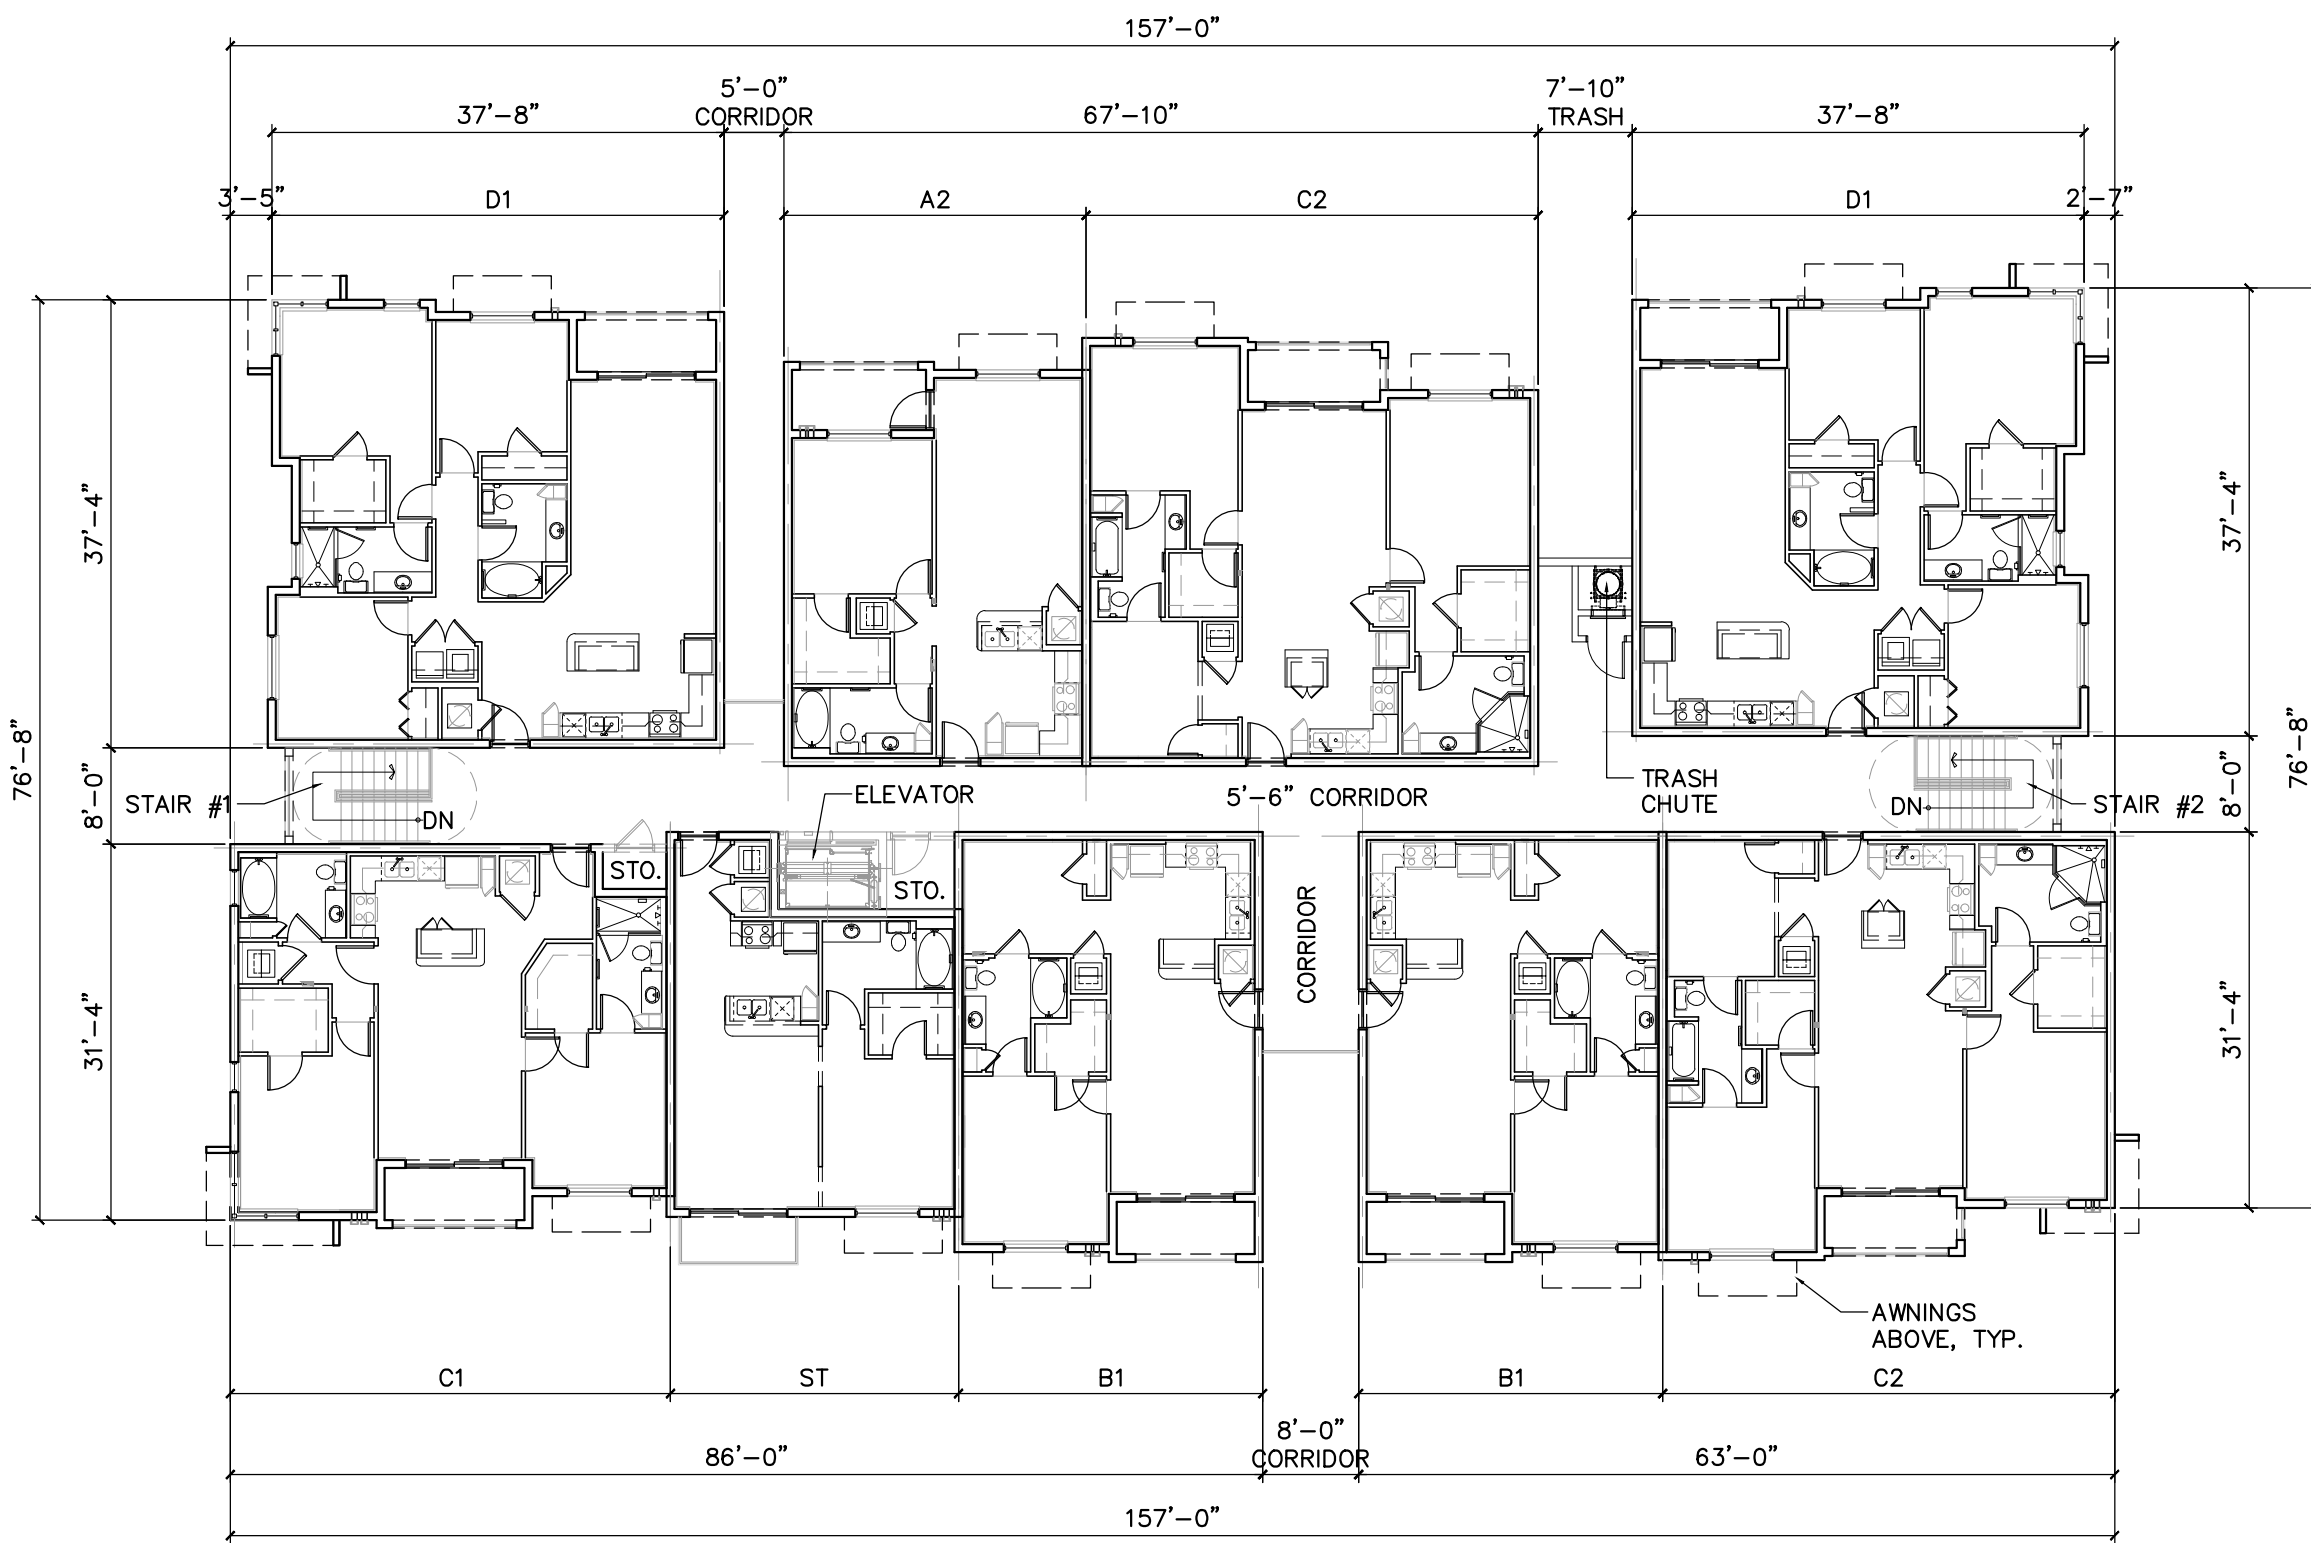 157'-0"
5'-0"
CORRIDOR
7'-10"
TRASH
37'-8"
67'-10"
37'-8"
3'-5"
D1
A2
C2
D1
2'-7"
37'-4"
37'-4"
76'-8"
76'-8"
8'-0"
8'-0"
STAIR #1
DN
ELEVATOR
5'-6" CORRIDOR
TRASH
CHUTE
DN
STAIR #2
STO.
STO.
CORRIDOR
31'-4"
31'-4"
AWNINGS
ABOVE, TYP.
C1
ST
B1
B1
C2
86'-0"
8'-0"
CORRIDOR
63'-0"
157'-0"